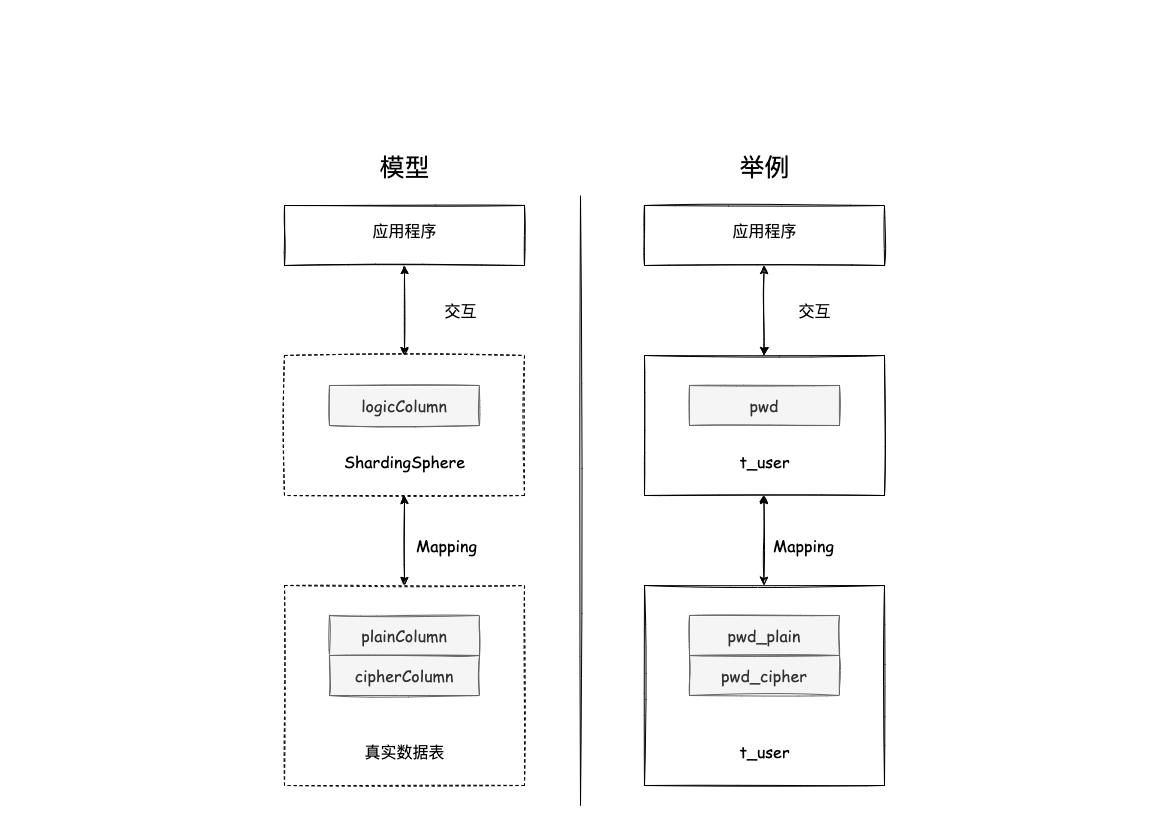 模型
应用程序
交互
logicColumn
ShardingSphere
Mapping
plainColumn
cipherColumn
真实数据表
举例
应用程序
交互
pwd
t_user
Mapping
pwd_plain
pwd_cipher
t_user